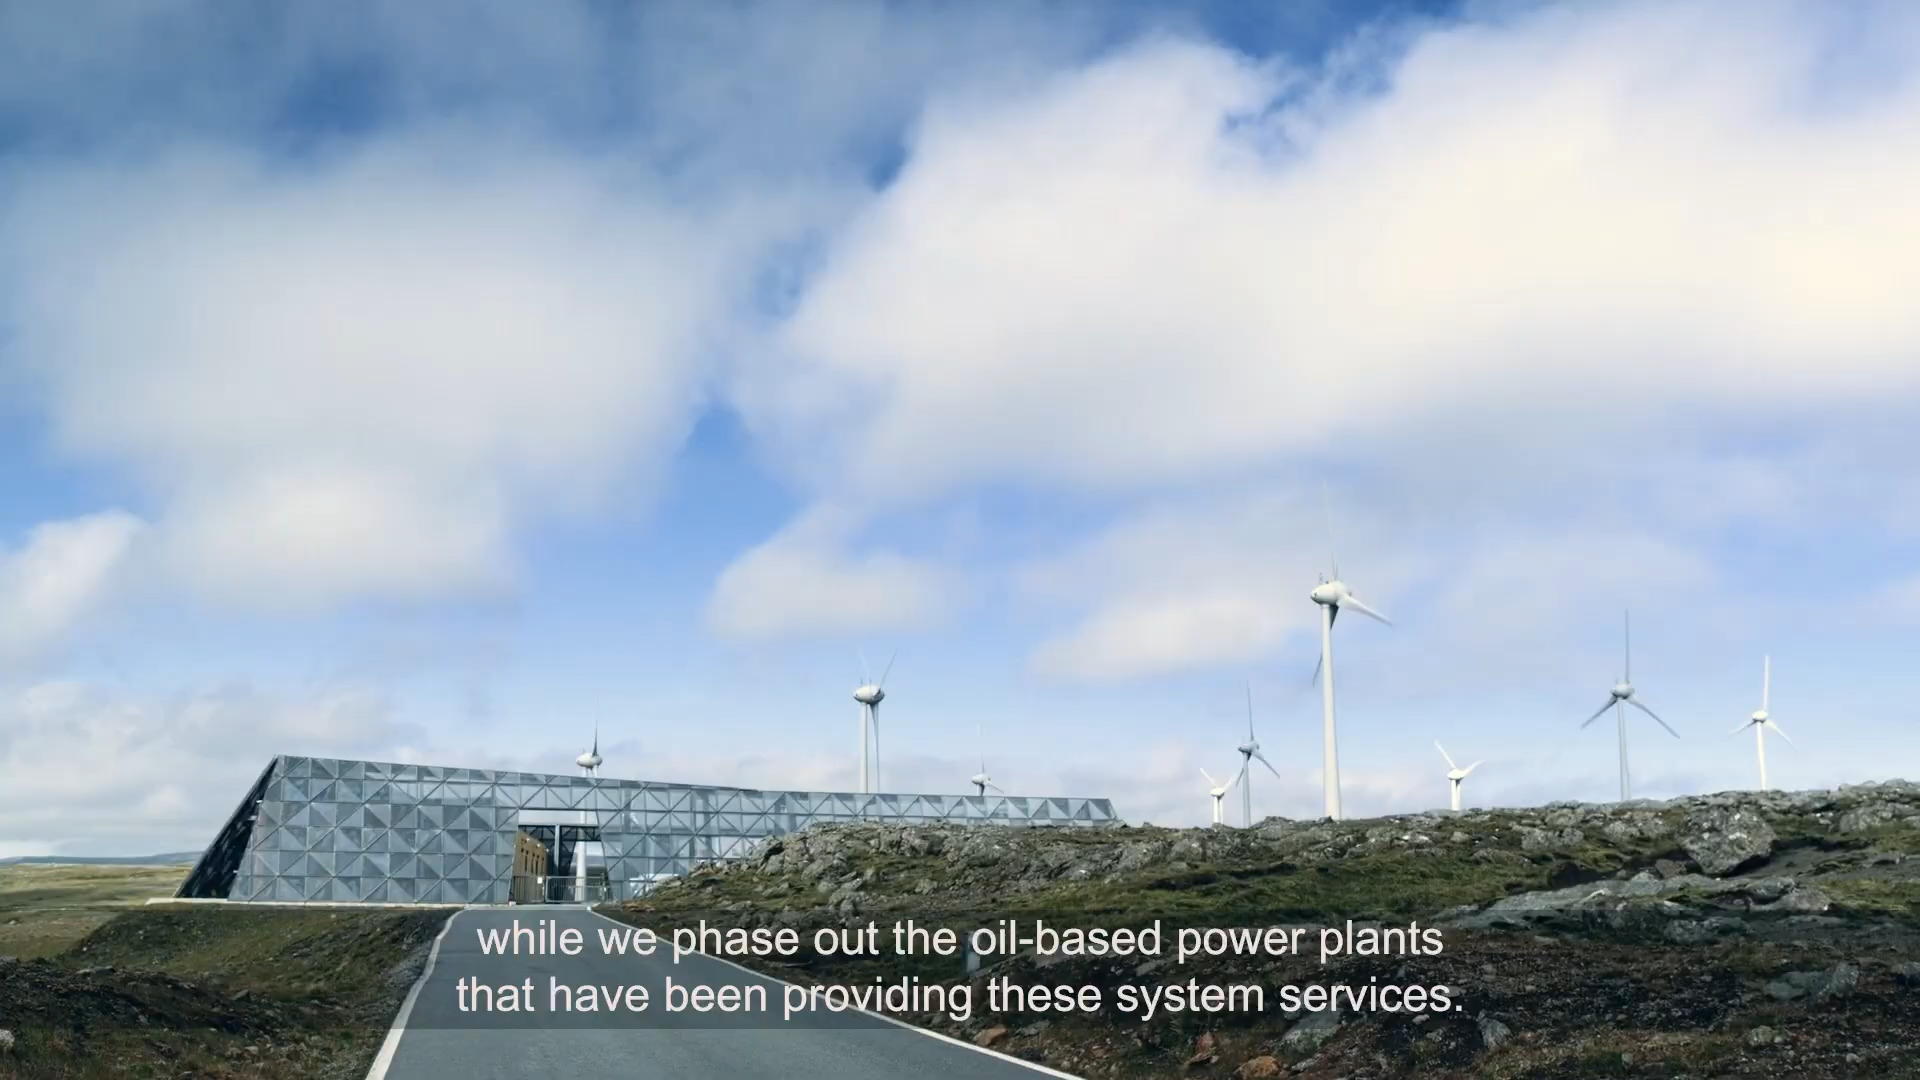 while we phase out the oil-based power plants
that have been providing these system services.